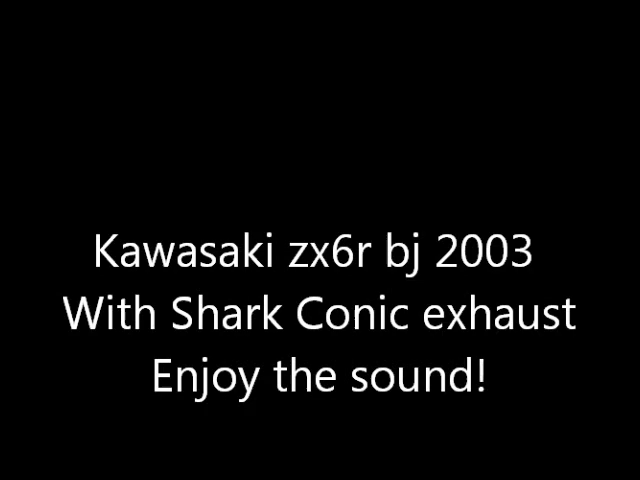 Kawasaki zx6r bj 2003
With Shark Conic exhaust
Enjoy the sound!